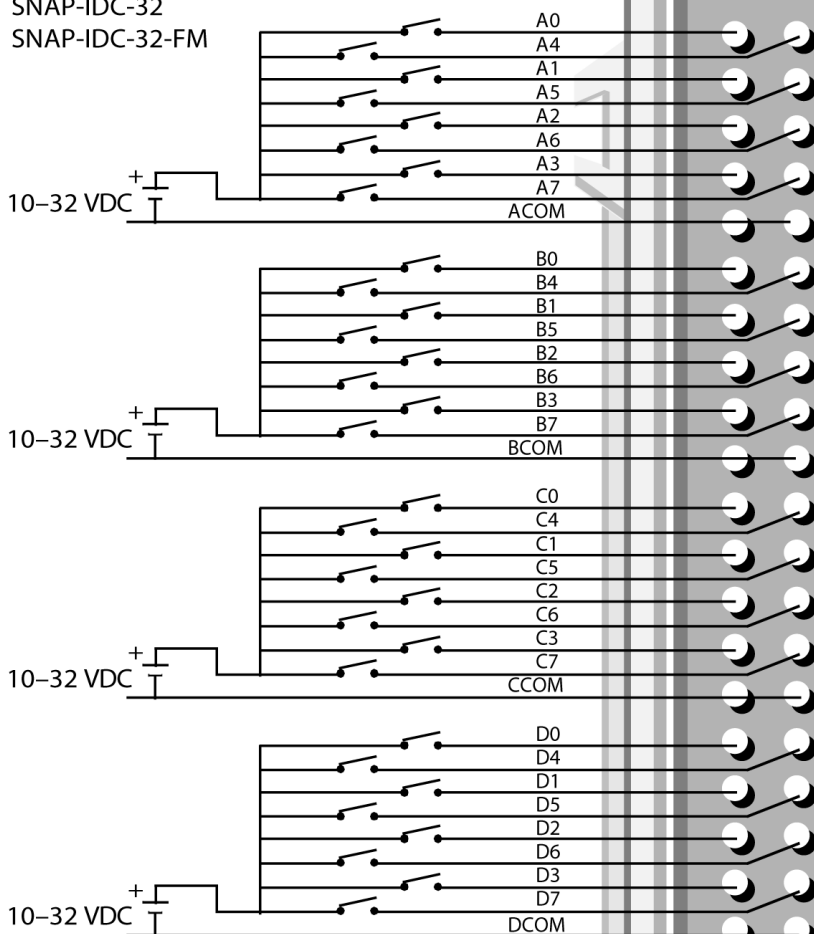 SNAP-IDC-32
SNAP-IDC-32-FM
A0
A4
A1
A5
A2
A6
A3
A7
+
10–32 VDC
ACOM
B0
B4
B1
B5
B2
B6
B3
B7
+
10–32 VDC
BCOM
C0
C4
C1
C5
C2
C6
C3
C7
+
10–32 VDC
CCOM
D0
D4
D1
D5
D2
D6
D3
D7
+
10–32 VDC
DCOM